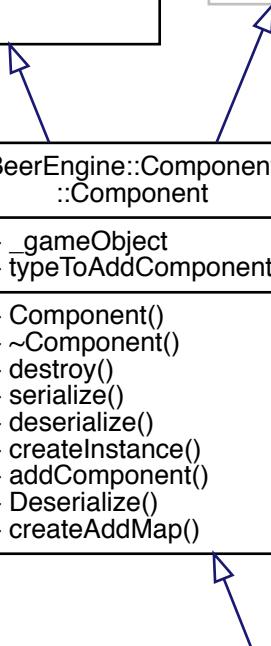 BeerEngine::Component
::Component
- _gameObject
- typeToAddComponent
- Component()
- ~Component()
- destroy()
- serialize()
- deserialize()
- createInstance()
- addComponent()
- Deserialize()
- createAddMap()